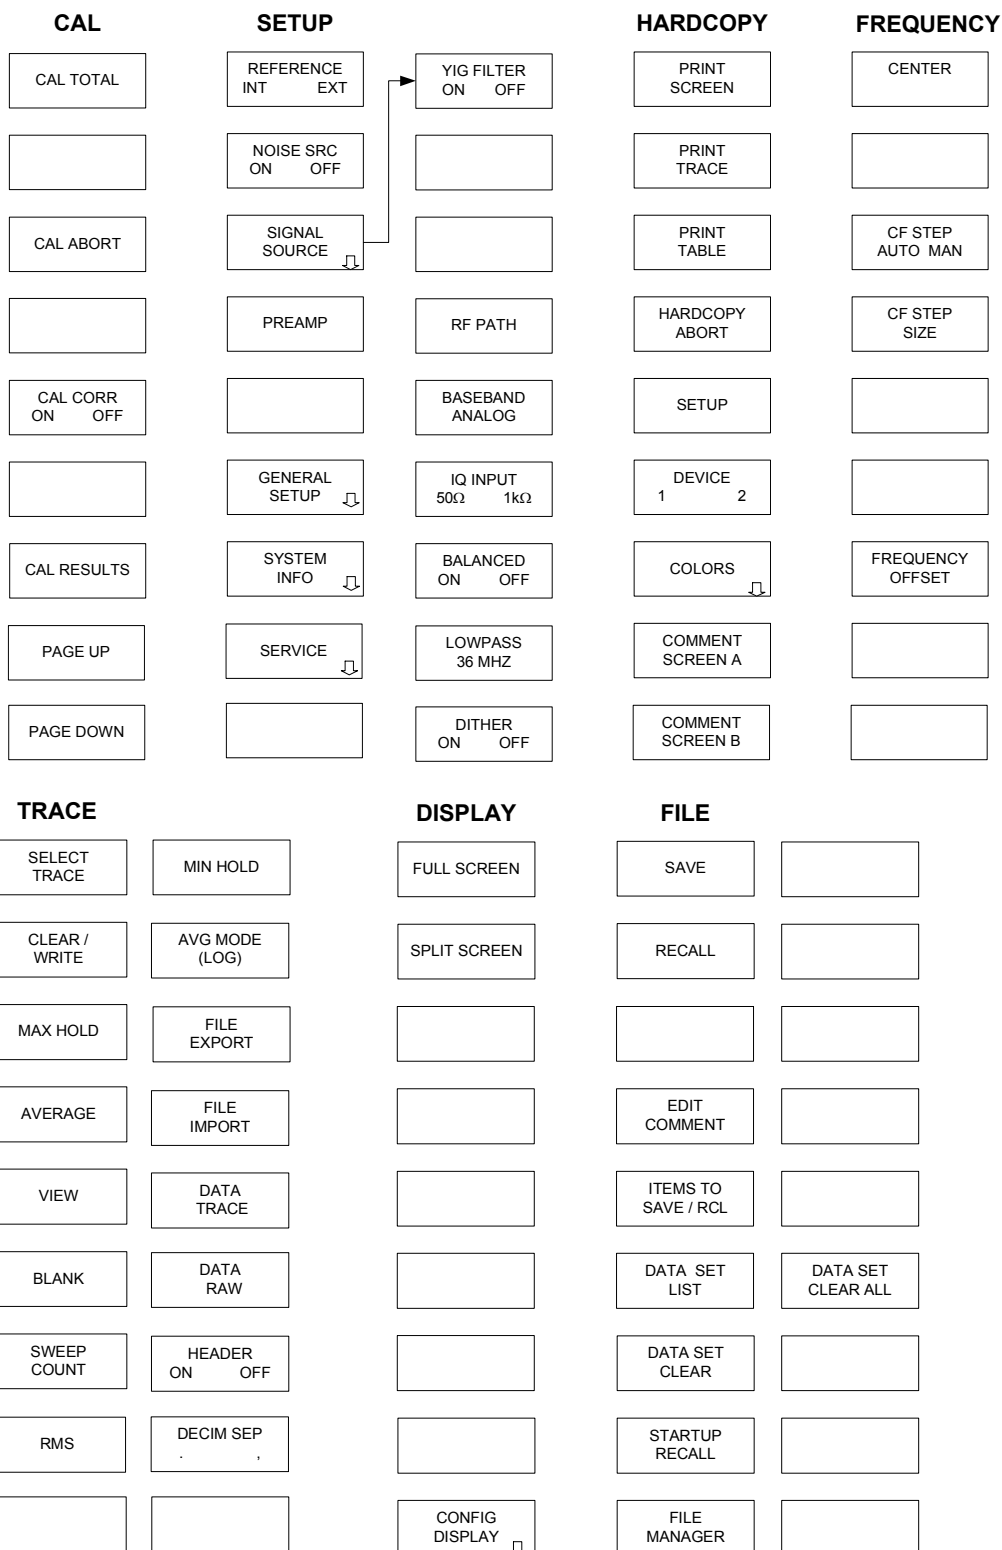 CAL
SETUP
HARDCOPY
FREQUENCY
CAL TOTAL
CAL ABORT
CAL CORR
ON OFF
CAL RESULTS
PAGE UP
PAGE DOWN
REFERENCE
INT EXT
NOISE SRC
ON OFF
SIGNAL
SOURCE
PREAMP
GENERAL
SETUP
SYSTEM
INFO
SERVICE
YIG FILTER
ON OFF
RF PATH
BASEBAND
ANALOG
IQ INPUT
50Ω 1kΩ
BALANCED
ON OFF
LOWPASS
36 MHZ
DITHER
ON OFF
PRINT
SCREEN
PRINT
TRACE
PRINT
TABLE
HARDCOPY
ABORT
SETUP
DEVICE
1 2
COLORS
COMMENT
SCREEN A
COMMENT
SCREEN B
CENTER
CF STEP
AUTO MAN
CF STEP
SIZE
FREQUENCY
OFFSET
TRACE
DISPLAY
FILE
SELECT
TRACE
CLEAR /
WRITE
MAX HOLD
AVERAGE
VIEW
BLANK
SWEEP
COUNT
RMS
MIN HOLD
AVG MODE
(LOG)
FILE
EXPORT
FILE
IMPORT
DATA
TRACE
DATA
RAW
HEADER
ON OFF
DECIM SEP
. ,
FULL SCREEN
SPLIT SCREEN
CONFIG
DISPLAY
SAVE
RECALL
EDIT
COMMENT
ITEMS TO
SAVE / RCL
DATA SET
LIST
DATA SET
CLEAR
STARTUP
RECALL
FILE
MANAGER
DATA SET
CLEAR ALL